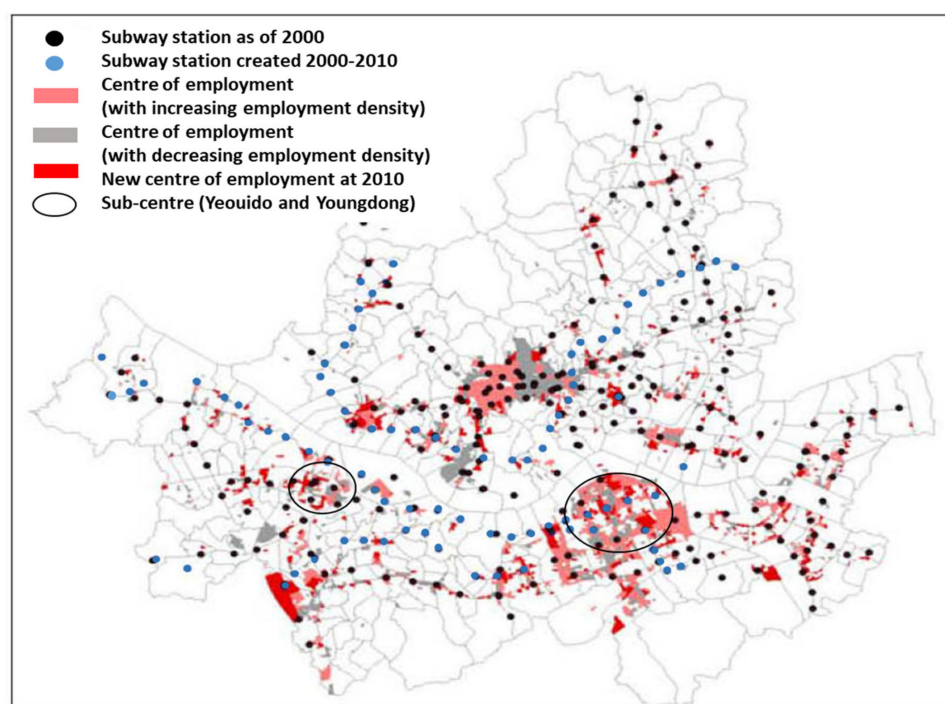 Subway station as of 2000
Subway station created 2000-2010
Centre of employment
(with increasing employment density)
Centre of employment
(with decreasing employment density)
New centre of employment at 2010
Sub-centre (Yeouido and Youngdong)